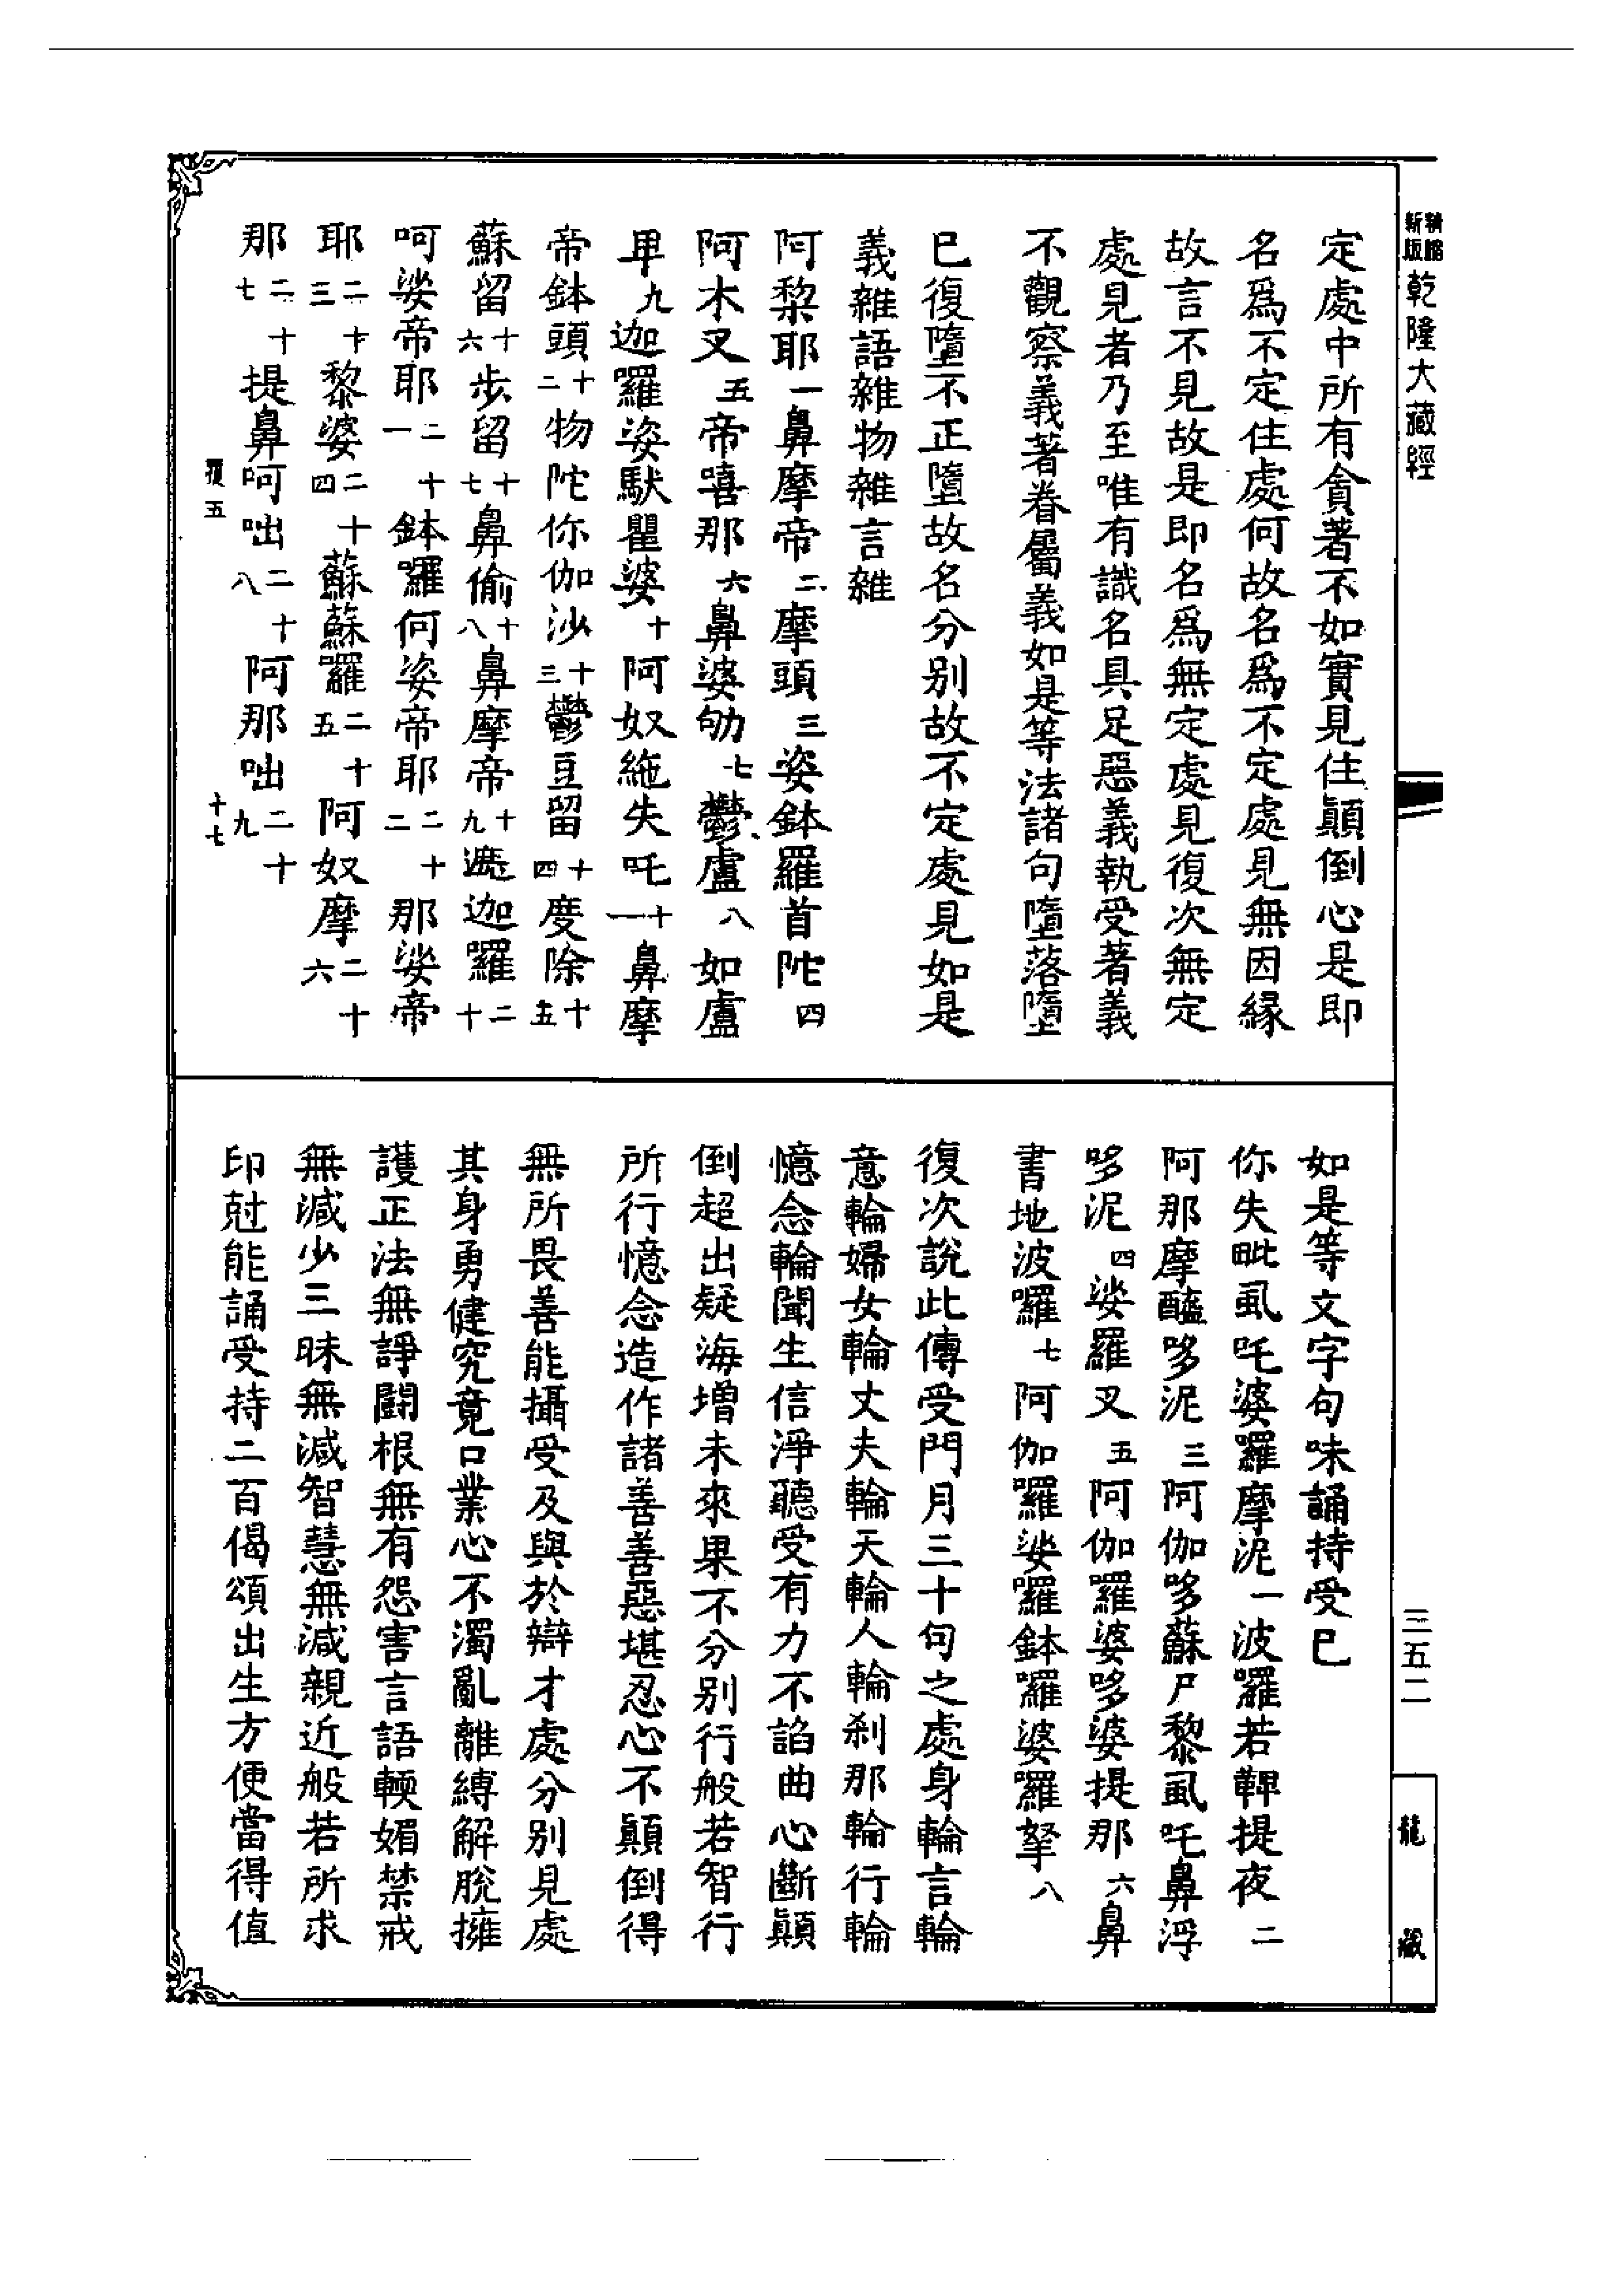 新縮
版刷
乾隆大藏經
定處中所有貪著不如實見住顛倒心是即
名爲不定住處何故名爲不定處見無因緣
故言不見故是即名爲無定處見復次無定
處見者乃至唯有識名具足惡義執受著義
不觀察義著眷屬義如是等法諸句墮落墮
已復墮不正墮故名分別故不定處見如是
義雜語雜物雜言雜
阿棃耶一鼻摩帝二摩頭三娑鉢羅首陀四
阿木叉五帝嘻那六鼻婆劬七鬱盧八如盧
甲九迦羅娑馱瞿婆十阿奴絁失吒十一鼻摩
帝鉢頭十二物陀你伽沙十三鬱豆留十四度除十五
蘇留十六步留十七鼻偷十八鼻摩帝十九遮迦囉二十
呵娑帝耶二十一鉢囉何娑帝耶二十二那娑帝
耶二十三黎婆二十四蘇蘇囉二十五阿奴摩二十六
那二十七提鼻呵咄二十八阿那咄二十九
覆五
十七
如是等文字句味誦持受已
你失毗虱吒婆囉摩泥一波羅若鞞提夜二
阿那摩醯哆泥三阿伽哆蘇尸黎虱吒鼻浮
哆泥四娑羅叉五阿伽囉婆哆婆提那六鼻
書地波囉七阿伽囉娑囉鉢囉婆囉拏八
復次說此傳受門月三十句之處身輪言輪
意輪婦女輪丈夫輪天輪人輪刹那輪行輪
憶念輪聞生信淨聽受有力不諂曲心斷顛
倒超出疑海增未來果不分別行般若智行
所行憶念造作諸善善惡堪忍心不顛倒得
無所畏善能攝受及與於辯才處分別見處
其身勇健究竟口業心不濁亂離縛解脫擁
護正法無諍鬪根無有怨害言語輭媚禁戒
無減少三昧無減智慧無減親近般若所求
印尅能誦受持二百偈頌出生方便當得值
三五二
龍藏